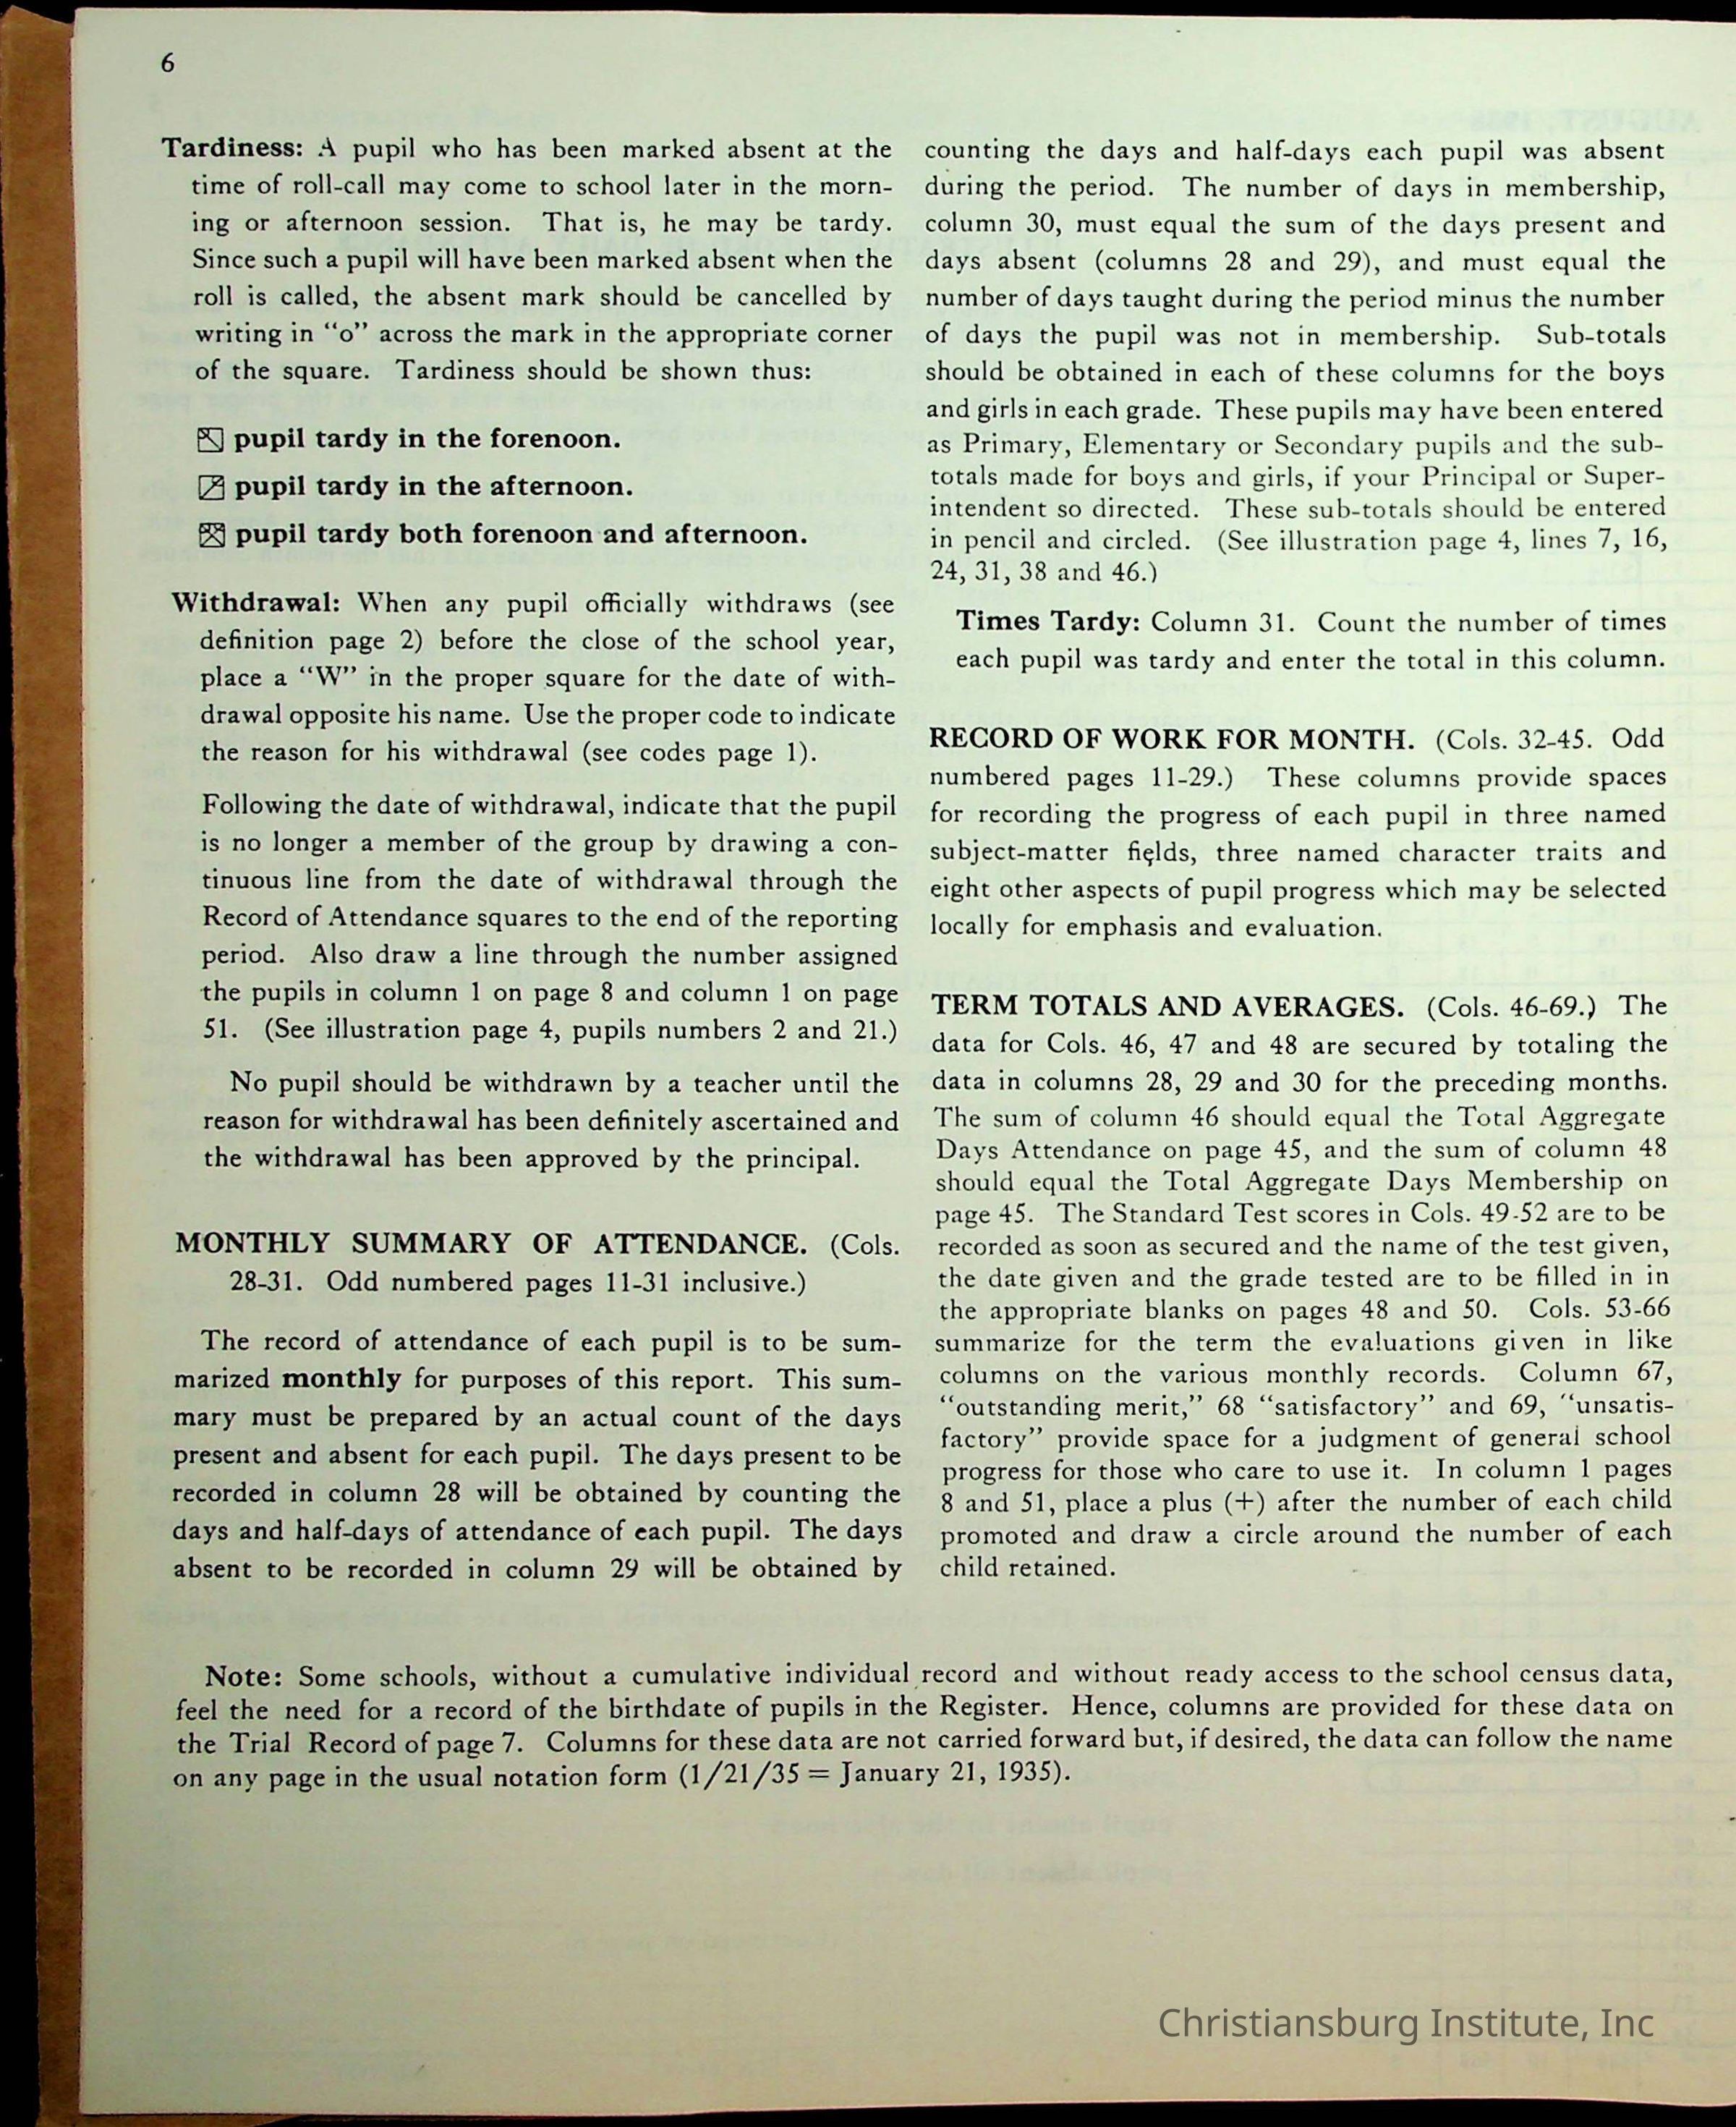 6
Tardiness: A pupil who has been marked absent at the
time of roll-call may come to school later in the morn-
ing or afternoon session. That is, he may be tardy.
Since such a pupil will have been marked absent when the
roll is called, the absent mark should be cancelled by
writing in “o” across the mark in the appropriate corner
of the square. Tardiness should be shown thus:
pupil tardy in the forenoon.
pupil tardy in the afternoon.
pupil tardy both forenoon and afternoon.
Withdrawal: When any pupil officially withdraws (see
definition page 2) before the close of the school year,
place a “W” in the proper square for the date of with-
drawal opposite his name. Use the proper code to indicate
the reason for his withdrawal (see codes page 1).
Following the date of withdrawal, indicate that the pupil
is no longer a member of the group by drawing a con-
tinuous line from the date of withdrawal through the
Record of Attendance squares to the end of the reporting
period. Also draw a line through the number assigned
the pupils in column 1 on page 8 and column 1 on page
51. (See illustration page 4, pupils numbers 2 and 21.)
No pupil should be withdrawn by a teacher until the
reason for withdrawal has been definitely ascertained and
the withdrawal has been approved by the principal.
MONTHLY SUMMARY OF ATTENDANCE. (Cols.
28-31. Odd numbered pages 11-31 inclusive.)
The record of attendance of each pupil is to be sum-
marized monthly for purposes of this report. This sum-
mary must be prepared by an actual count of the days
present and absent for each pupil. The days present to be
recorded in column 28 will be obtained by counting the
days and half-days of attendance of each pupil. The days
absent to be recorded in column 29 will be obtained by
counting the days and half-days each pupil was absent
during the period. The number of days in membership,
column 30, must equal the sum of the days present and
days absent (columns 28 and 29), and must equal the
number of days taught during the period minus the number
of days the pupil was not in membership. Sub-totals
should be obtained in each of these columns for the boys
and girls in each grade. These pupils may have been entered
as Primary, Elementary or Secondary pupils and the sub-
totals made for boys and girls, if your Principal or Super-
intendent so directed. These sub-totals should be entered
in pencil and circled. (See illustration page 4, lines 7, 16,
24, 31, 38 and 46.)
Times Tardy: Column 31. Count the number of times
each pupil was tardy and enter the total in this column.
RECORD OF WORK FOR MONTH. (Cols. 32-45. Odd
numbered pages 11-29.) These columns provide spaces
for recording the progress of each pupil in three named
subject-matter fields, three named character traits and
eight other aspects of pupil progress which may be selected
locally for emphasis and evaluation.
TERM TOTALS AND AVERAGES. (Cols. 46-69.) The
data for Cols. 46, 47 and 48 are secured by totaling the
data in columns 28, 29 and 30 for the preceding months.
The sum of column 46 should equal the Total Aggregate
Days Attendance on page 45, and the sum of column 48
should equal the Total Aggregate Days Membership on
page 45. The Standard Test scores in Cols. 49-52 are to be
recorded as soon as secured and the name of the test given,
the date given and the grade tested are to be filled in in
the appropriate blanks on pages 48 and 50. Cols. 53-66
summarize for the term the evaluations given in like
columns on the various monthly records. Column 67,
“outstanding merit,” 68 “satisfactory” and 69, “unsatis-
factory” provide space for a judgment of general school
progress for those who care to use it. In column 1 pages
8 and 51, place a plus (+) after the number of each child
promoted and draw a circle around the number of each
child retained.
Note: Some schools, without a cumulative individual record and without ready access to the school census data,
feel the need for a record of the birthdate of pupils in the Register. Hence, columns are provided for these data on
the Trial Record of page 7. Columns for these data are not carried forward but, if desired, the data can follow the name
on any page in the usual notation form (1/21/35 = January 21, 1935).
Christiansburg Institute, Inc